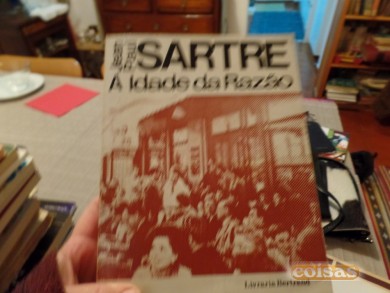 Jean
Paul
SARTRE
A Idade da Razão
Livraria Bertrand
coisas